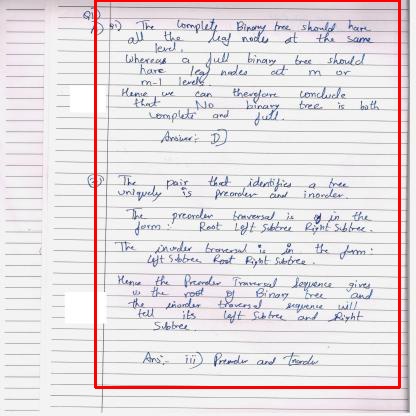 Q1)
1) Q1) The Complete Binary tree should have
all the leaf nodes at the same
level.
Whereas a full binary tree should
have leaf nodes at m or
m-1 levels
Hence we can therefore conclude
that No binary tree is both
Complete and full.
Answer:- D)
2) The pair that identifies a tree
uniquely is preorder and inorder.
The preorder traversal is of in the
form: Root Left Subtree Right Subtree.
The inorder traversal is in the form:
Left Subtree Root Right Subtree.
Hence the Preorder Traversal Sequence gives
us the root of Binary tree and
the inorder traversal sequence will
tell its Left Subtree and Right
Subtree
Ans:- iii) Preorder and Inorder